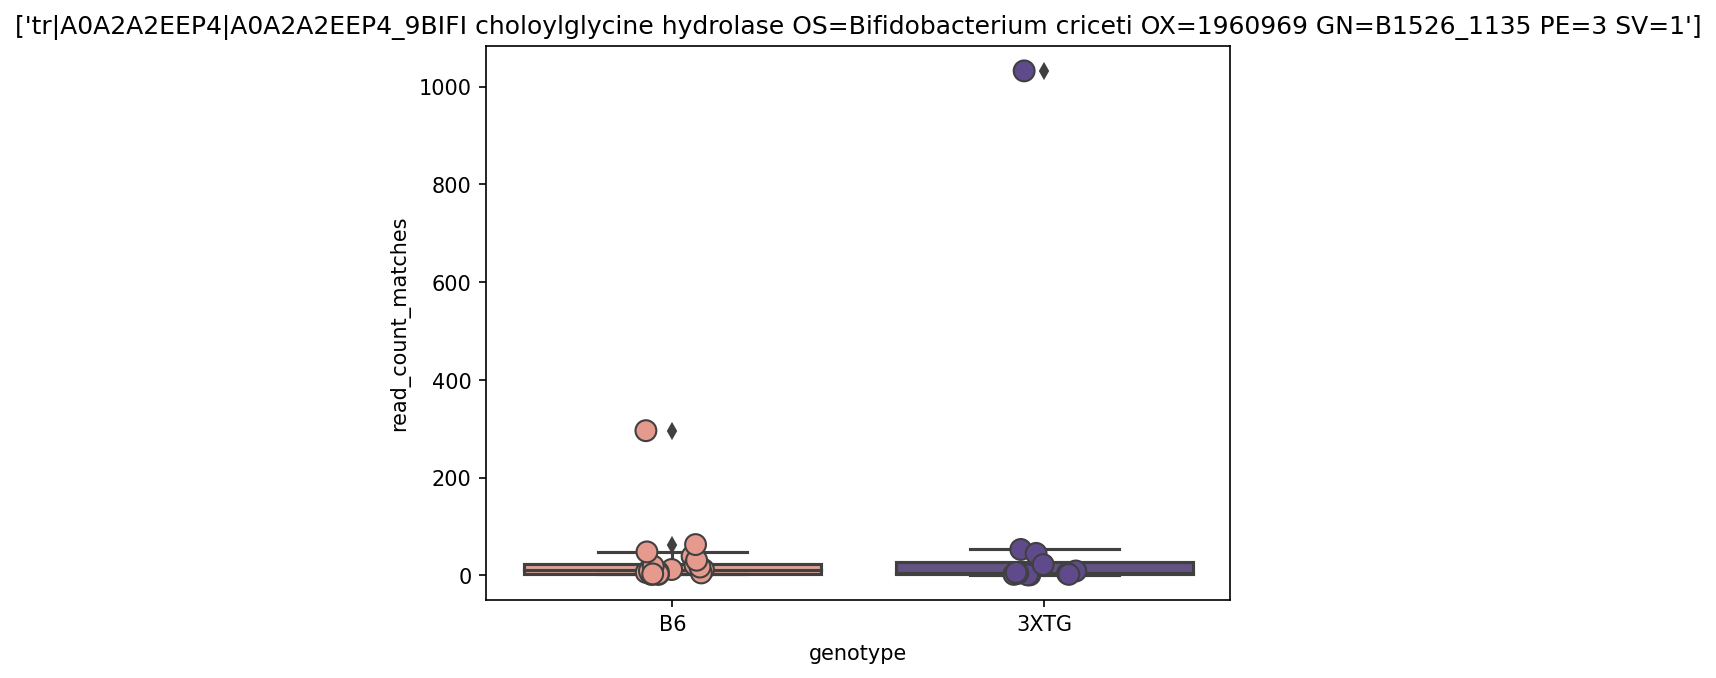 ['tr|A0A2A2EEP4|A0A2A2EEP4_9BIFI choloylglycine hydrolase OS=Bifidobacterium criceti OX=1960969 GN=B1526_1135 PE=3 SV=1']
1000
800
600
400
200
0
read_count_matches
B6
3XTG
genotype